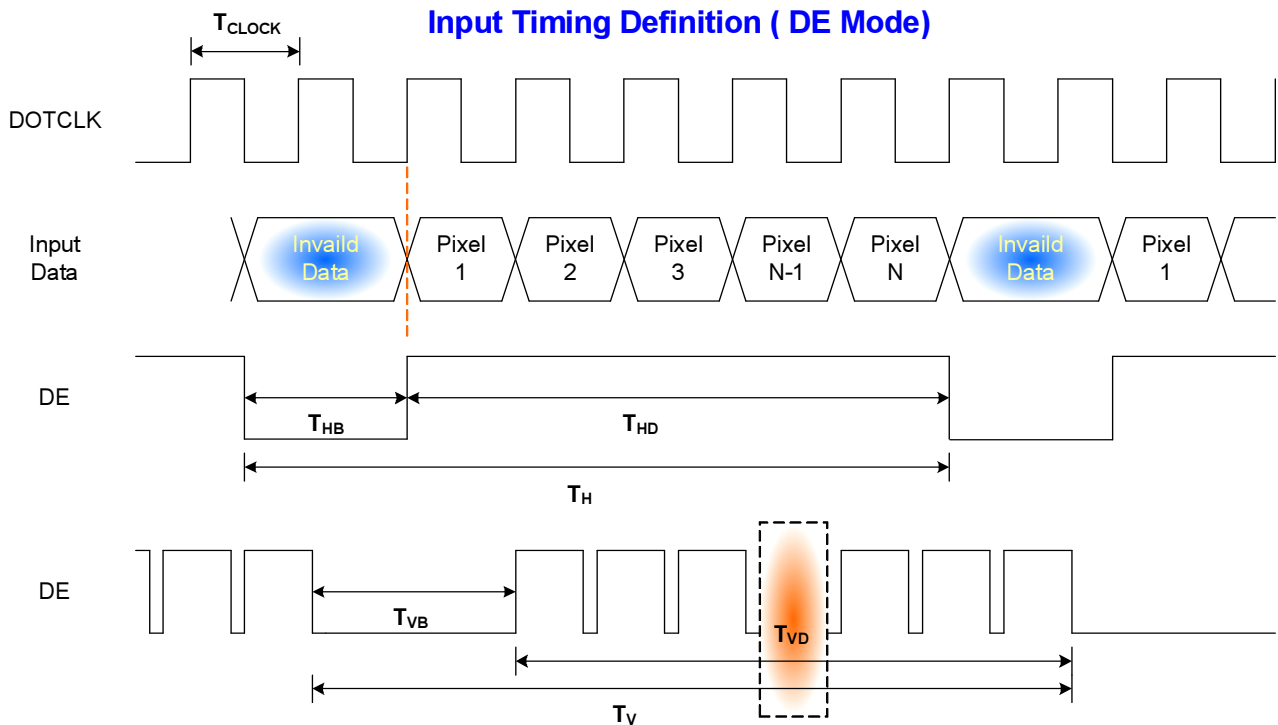 Input Timing Definition ( DE Mode)
TCLOCK
DOTCLK
Input
Data
Invaild
Data
Pixel
1
Pixel
2
Pixel
3
Pixel
N-1
Pixel
N
Invaild
Data
Pixel
1
DE
THB
THD
TH
DE
TVB
TVD
TV